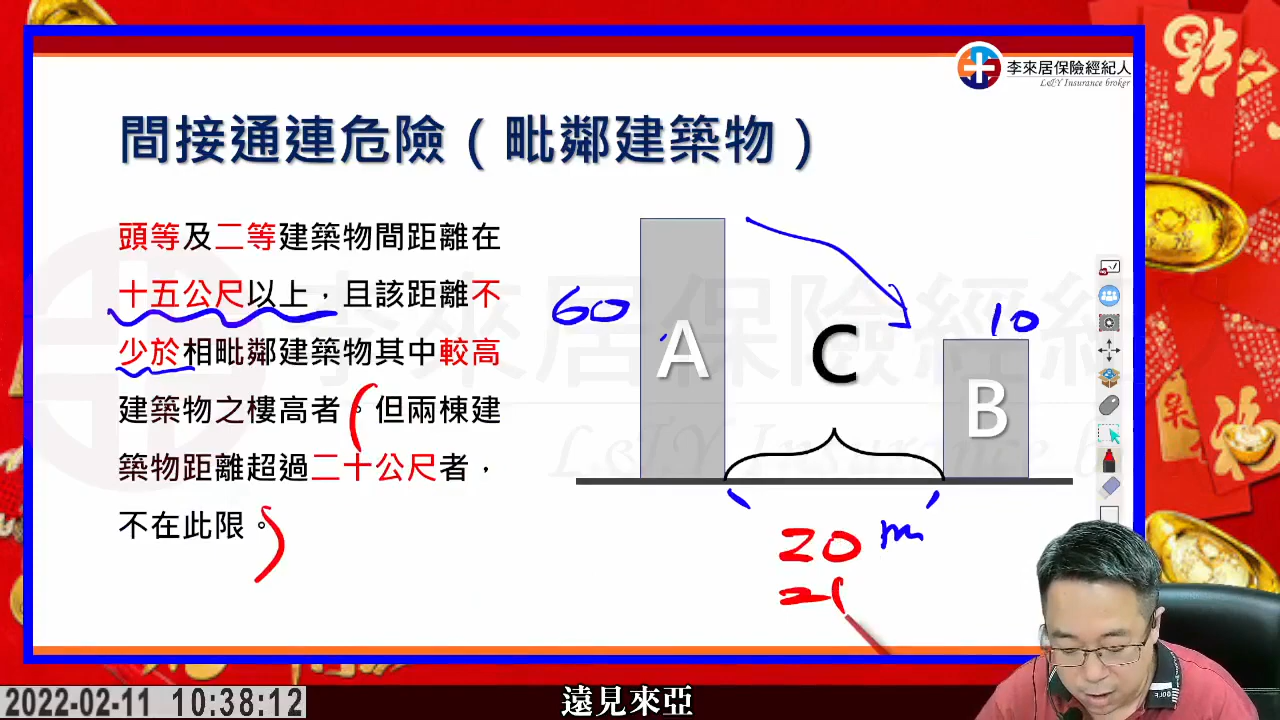 李來居保險經紀人
L&Y Insurance broker
間接通連危險（毗鄰建築物）
頭等及二等建築物間距離在
十五公尺以上，且該距離不
少於相毗鄰建築物其中較高
建築物之樓高者。但兩棟建
築物距離超過二十公尺者，
不在此限。
60
A
C
10
B
20 m
21
2022-02-11 10:38:12
遠見來亞